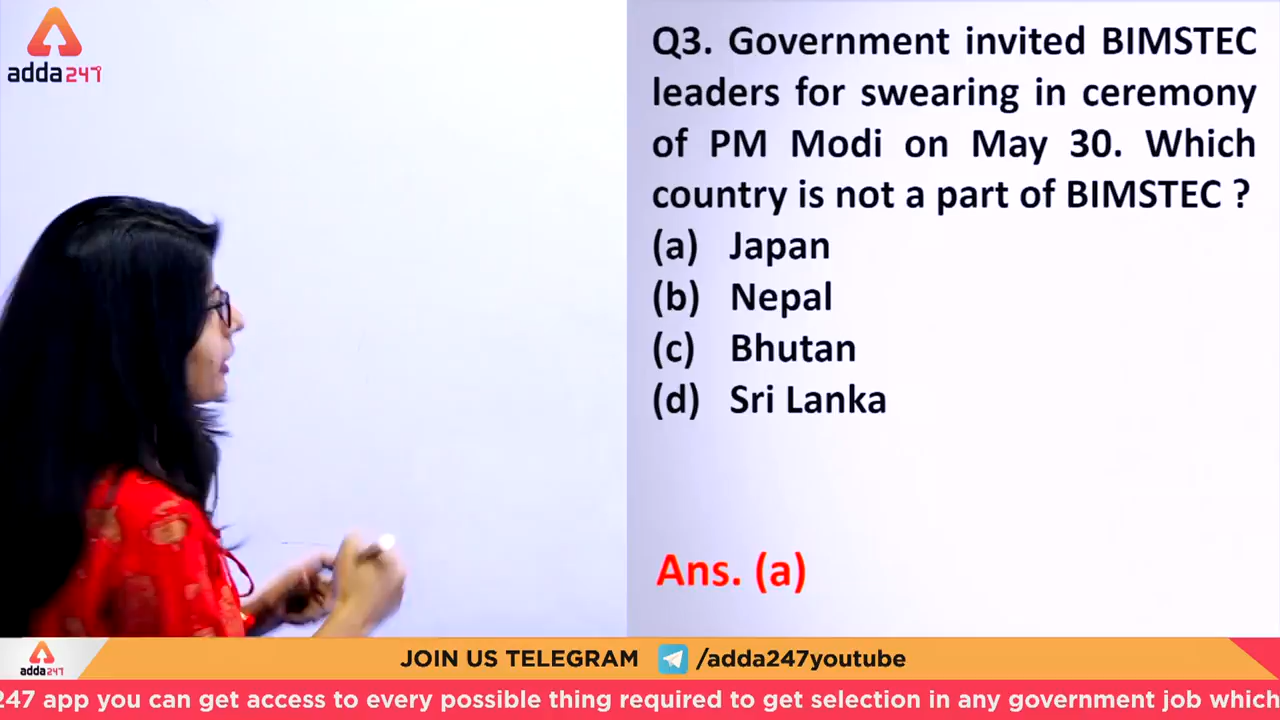 adda247
Q3. Government invited BIMSTEC
leaders for swearing in ceremony
of PM Modi on May 30. Which
country is not a part of BIMSTEC ?
(a) Japan
(b) Nepal
(c) Bhutan
(d) Sri Lanka
Ans. (a)
adda247
JOIN US TELEGRAM /adda247youtube
247 app you can get access to every possible thing required to get selection in any government job which